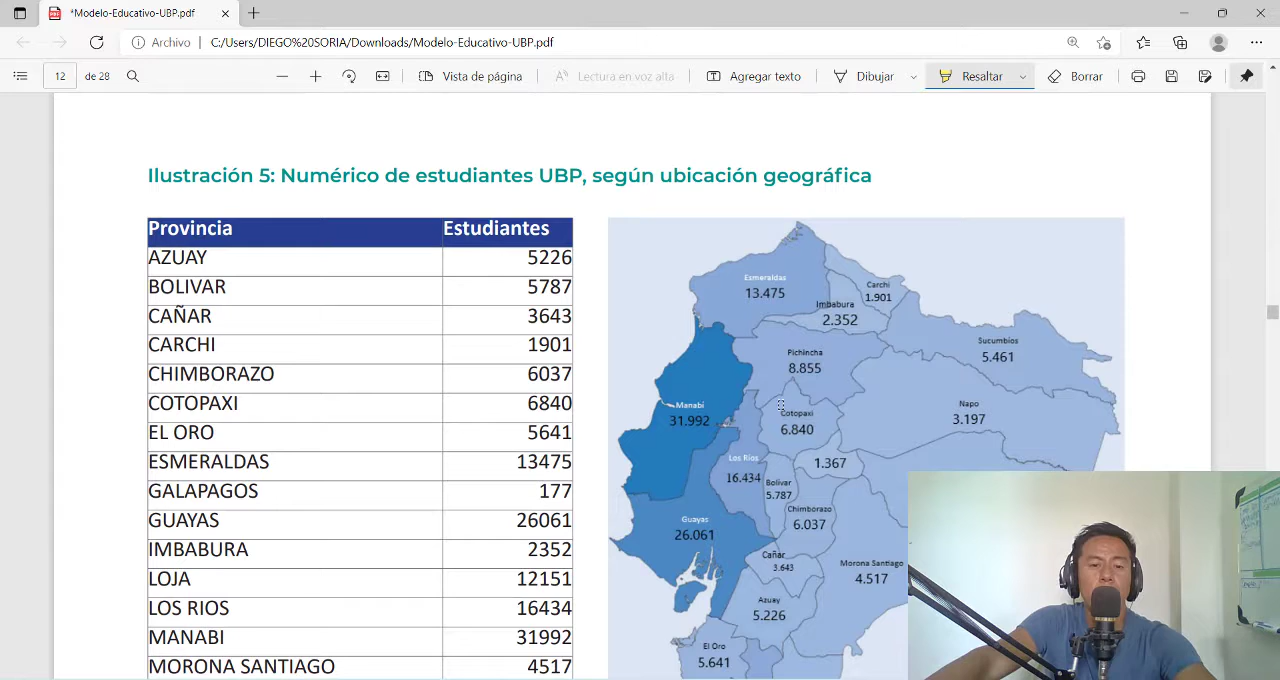 *Modelo-Educativo-UBP.pdf
Archivo C:/Users/DIEGO%20SORIA/Downloads/Modelo-Educativo-UBP.pdf
12 de 28 Vista de página Lectura en voz alta Agregar texto Dibujar Resaltar Borrar
Ilustración 5: Numérico de estudiantes UBP, según ubicación geográfica
Provincia Estudiantes
AZUAY 5226
BOLIVAR 5787
CAÑAR 3643
CARCHI 1901
CHIMBORAZO 6037
COTOPAXI 6840
EL ORO 5641
ESMERALDAS 13475
GALAPAGOS 177
GUAYAS 26061
IMBABURA 2352
LOJA 12151
LOS RIOS 16434
MANABI 31992
MORONA SANTIAGO 4517
Esmeraldas
13.475
Carchi
1.901
Imbabura
2.352
Sucumbíos
5.461
Pichincha
8.855
Napo
3.197
Manabí
31.992
Cotopaxi
6.840
Los Ríos
16.434
1.367
Bolívar
5.787
Chimborazo
6.037
Guayas
26.061
Cañar
3.643
Morona Santiago
4.517
Azuay
5.226
El Oro
5.641